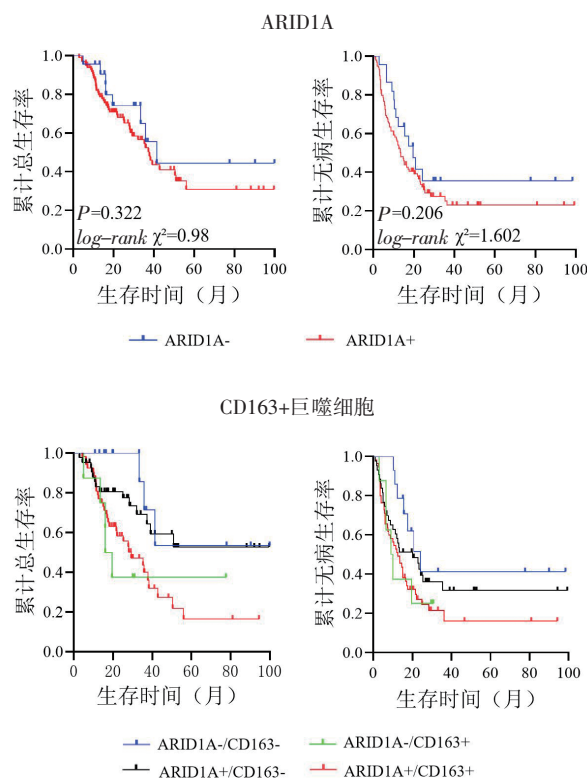 ARID1A
累计总生存率
1.0
0.8
0.6
0.4
0.2
0.0
P=0.322
log–rank χ²=0.98
0 20 40 60 80 100
生存时间（月）
累计无病生存率
1.0
0.8
0.6
0.4
0.2
0.0
P=0.206
log–rank χ²=1.602
0 20 40 60 80 100
生存时间（月）
ARID1A- ARID1A+
CD163+巨噬细胞
累计总生存率
1.0
0.8
0.6
0.4
0.2
0.0
0 20 40 60 80 100
生存时间（月）
累计无病生存率
1.0
0.8
0.6
0.4
0.2
0.0
0 20 40 60 80 100
生存时间（月）
ARID1A-/CD163- ARID1A-/CD163+
ARID1A+/CD163- ARID1A+/CD163+